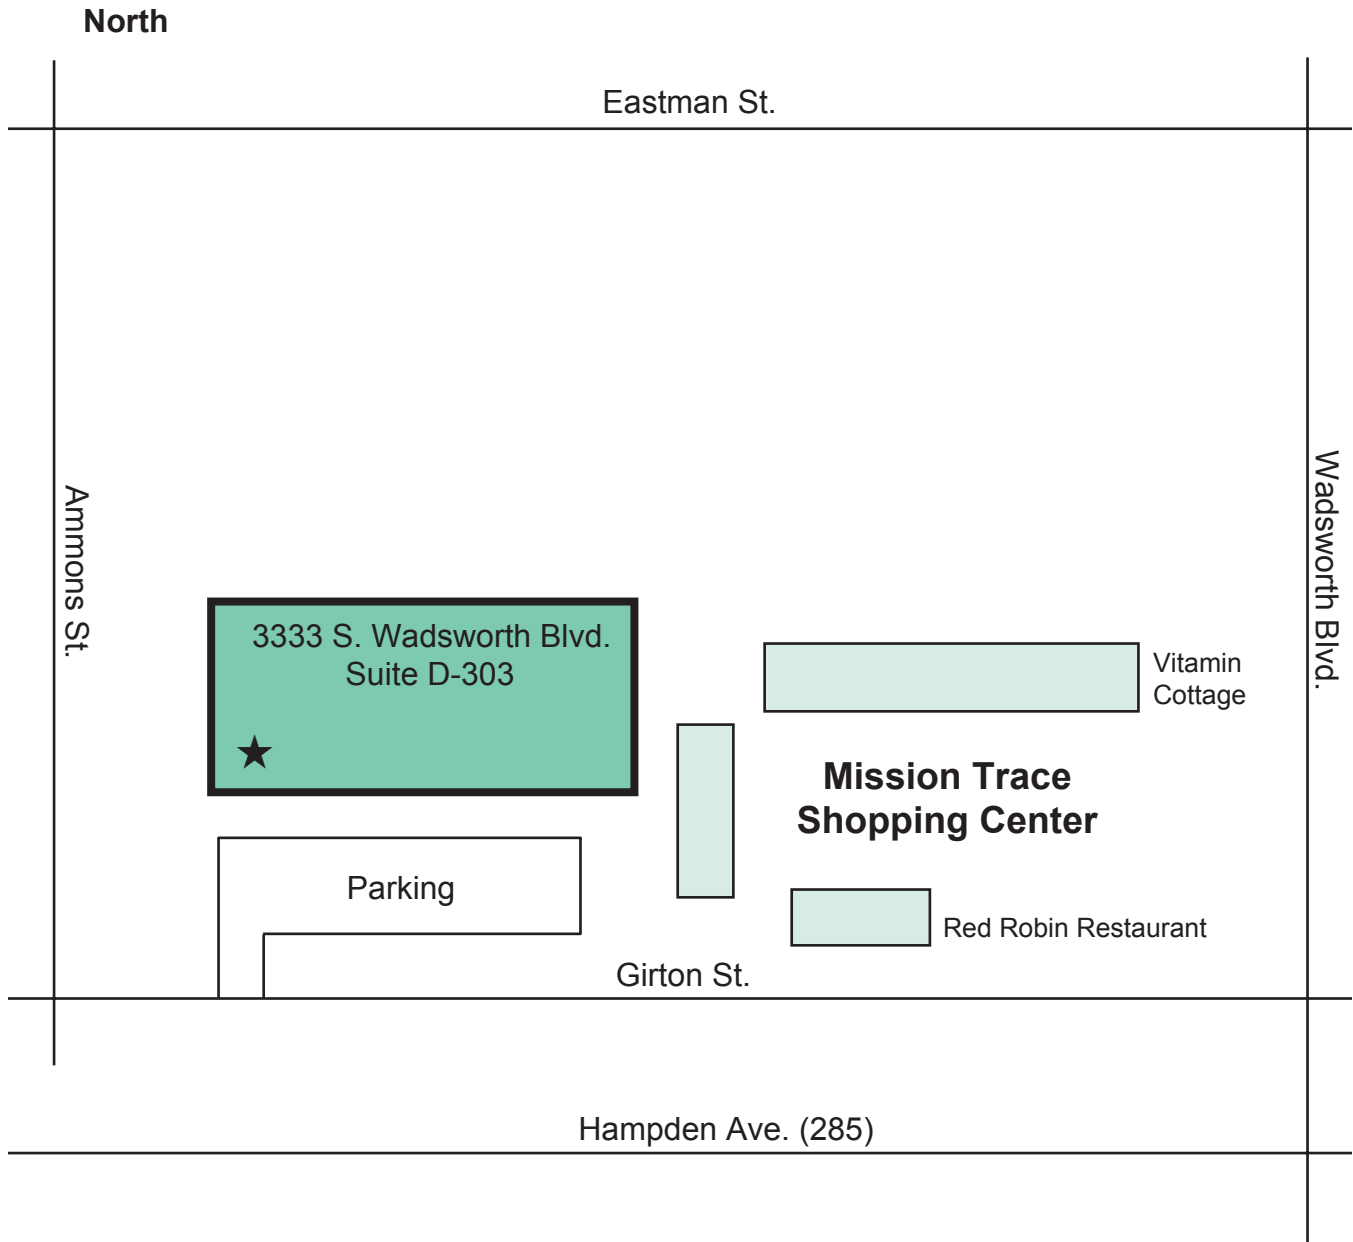 North
Eastman St.
Ammons St.
Wadsworth Blvd.
3333 S. Wadsworth Blvd.
Suite D-303
Vitamin
Cottage
Mission Trace
Shopping Center
Parking
Red Robin Restaurant
Girton St.
Hampden Ave. (285)